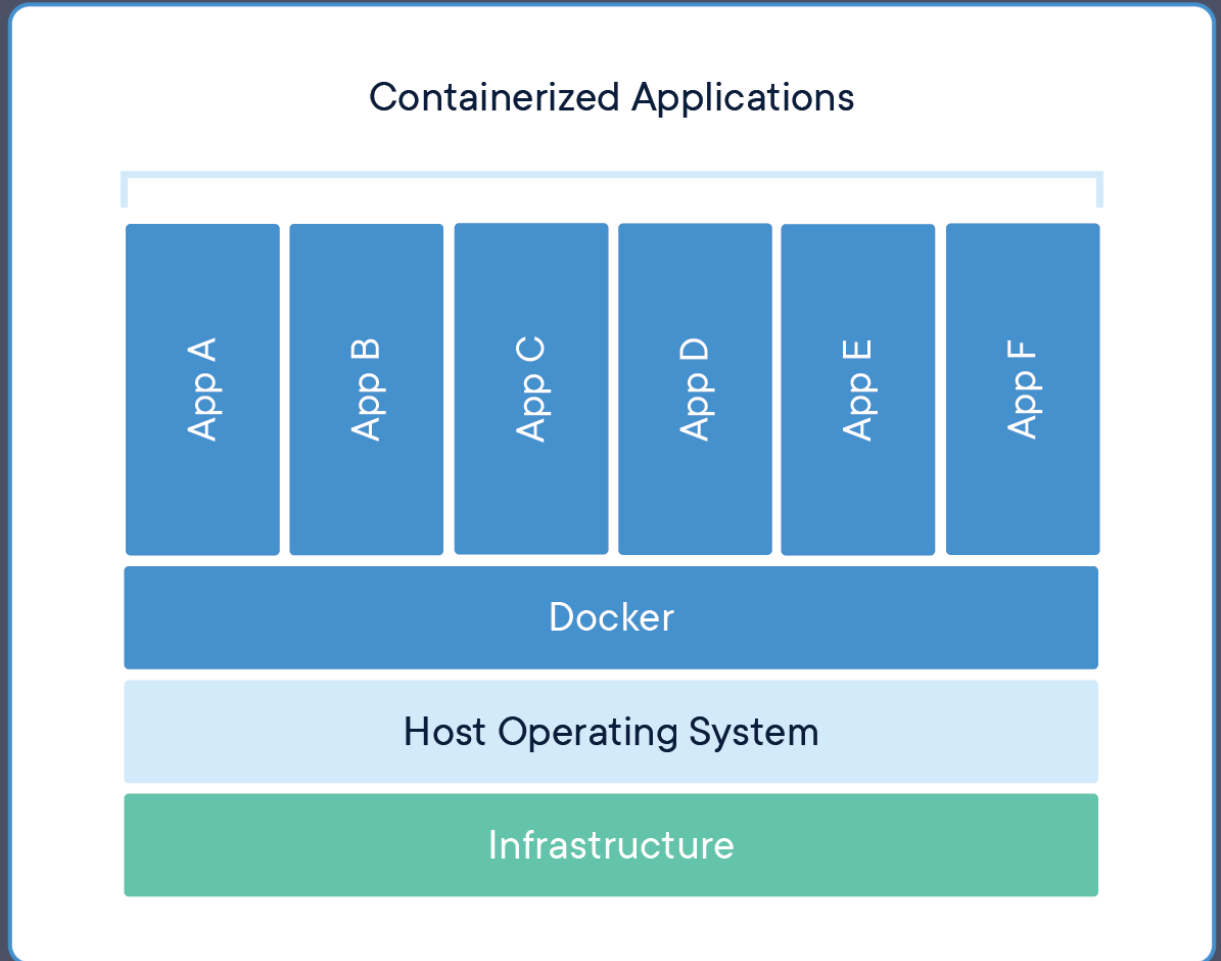 Containerized Applications
App A
App B
App C
App D
App E
App F
Docker
Host Operating System
Infrastructure